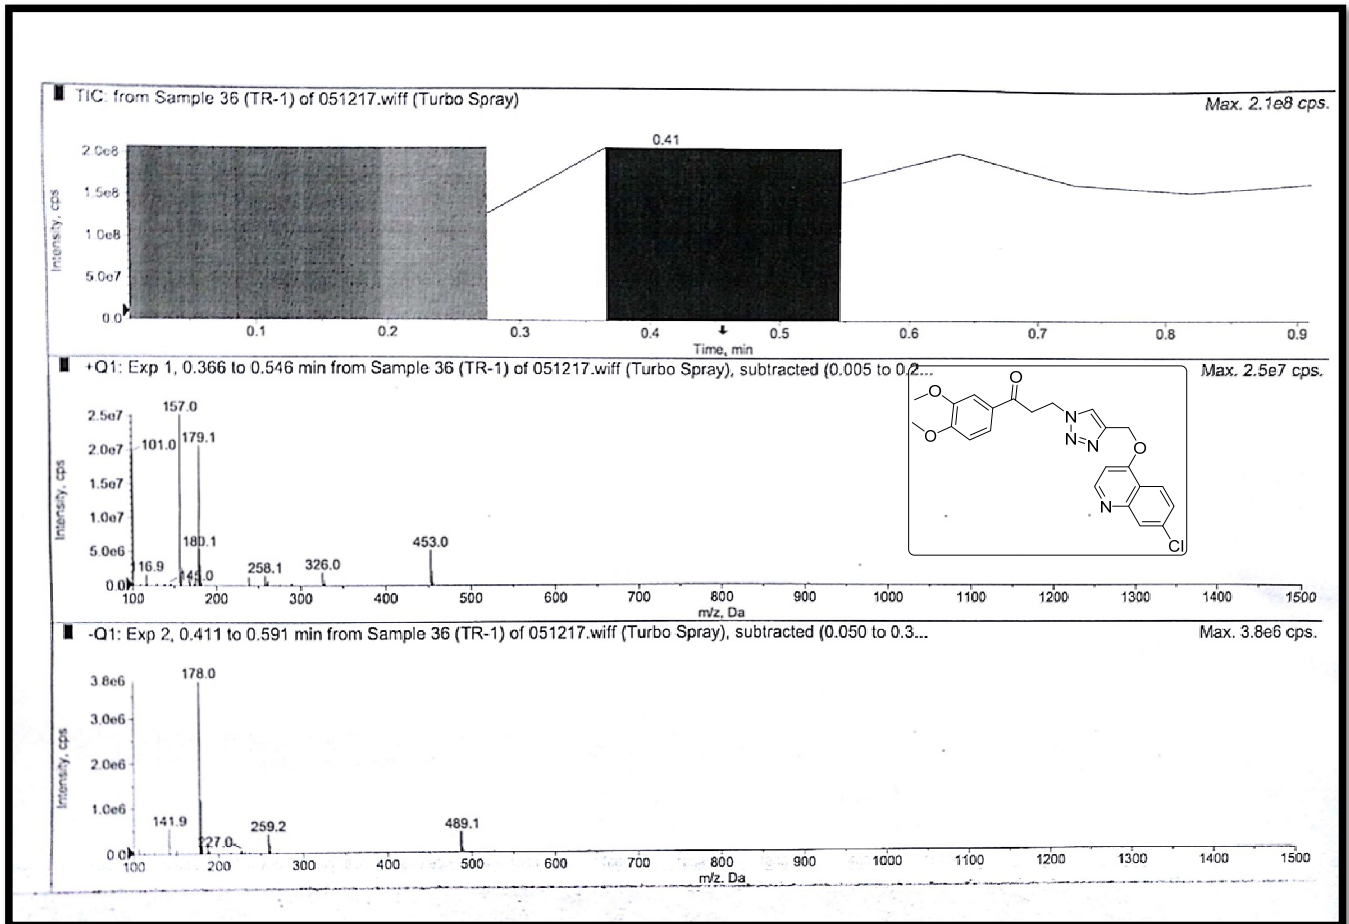 TIC: from Sample 36 (TR-1) of 051217.wiff (Turbo Spray)
Max. 2.1e8 cps.
0.41
2.0e8
1.5e8
1.0e8
5.0e7
0.0
Intensity, cps
0.1 0.2 0.3 0.4 0.5 0.6 0.7 0.8 0.9
Time, min
+Q1: Exp 1, 0.366 to 0.546 min from Sample 36 (TR-1) of 051217.wiff (Turbo Spray), subtracted (0.005 to 0.2...
Max. 2.5e7 cps.
2.5e7
2.0e7
1.5e7
1.0e7
5.0e6
0.0
Intensity, cps
157.0
101.0
179.1
180.1
116.9
145.0
258.1
326.0
453.0
O
O
O
N
N
N
O
N
Cl
100 200 300 400 500 600 700 800 900 1000 1100 1200 1300 1400 1500
m/z, Da
-Q1: Exp 2, 0.411 to 0.591 min from Sample 36 (TR-1) of 051217.wiff (Turbo Spray), subtracted (0.050 to 0.3...
Max. 3.8e6 cps.
3.8e6
3.0e6
2.0e6
1.0e6
0.0
Intensity, cps
178.0
141.9
227.0
259.2
489.1
100 200 300 400 500 600 700 800 900 1000 1100 1200 1300 1400 1500
m/z, Da